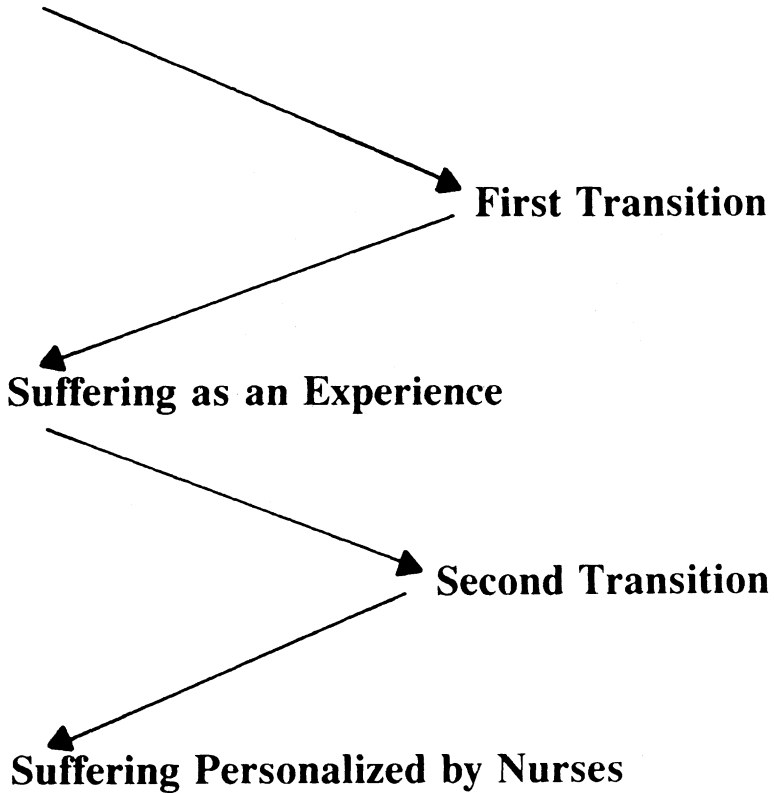 First Transition
Suffering as an Experience
Second Transition
Suffering Personalized by Nurses